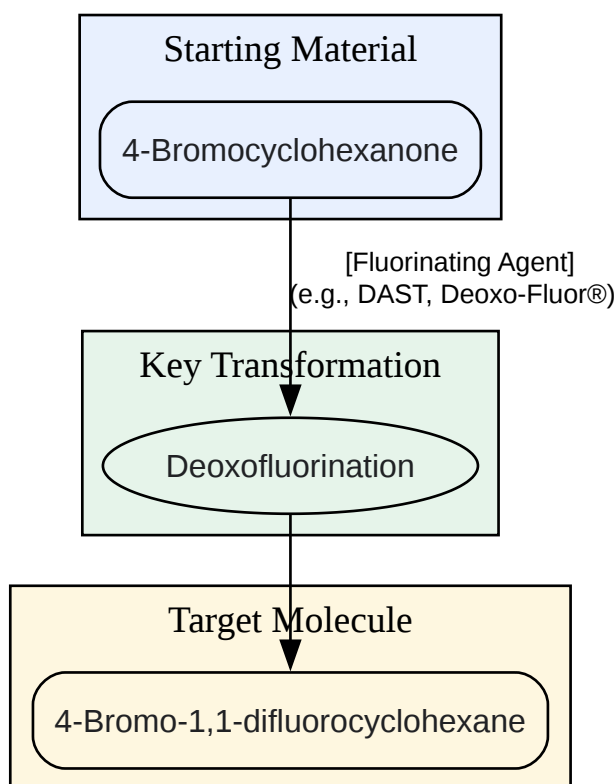 Starting Material
4-Bromocyclohexanone
[Fluorinating Agent]
(e.g., DAST, Deoxo-Fluor®)
Key Transformation
Deoxofluorination
Target Molecule
4-Bromo-1,1-difluorocyclohexane